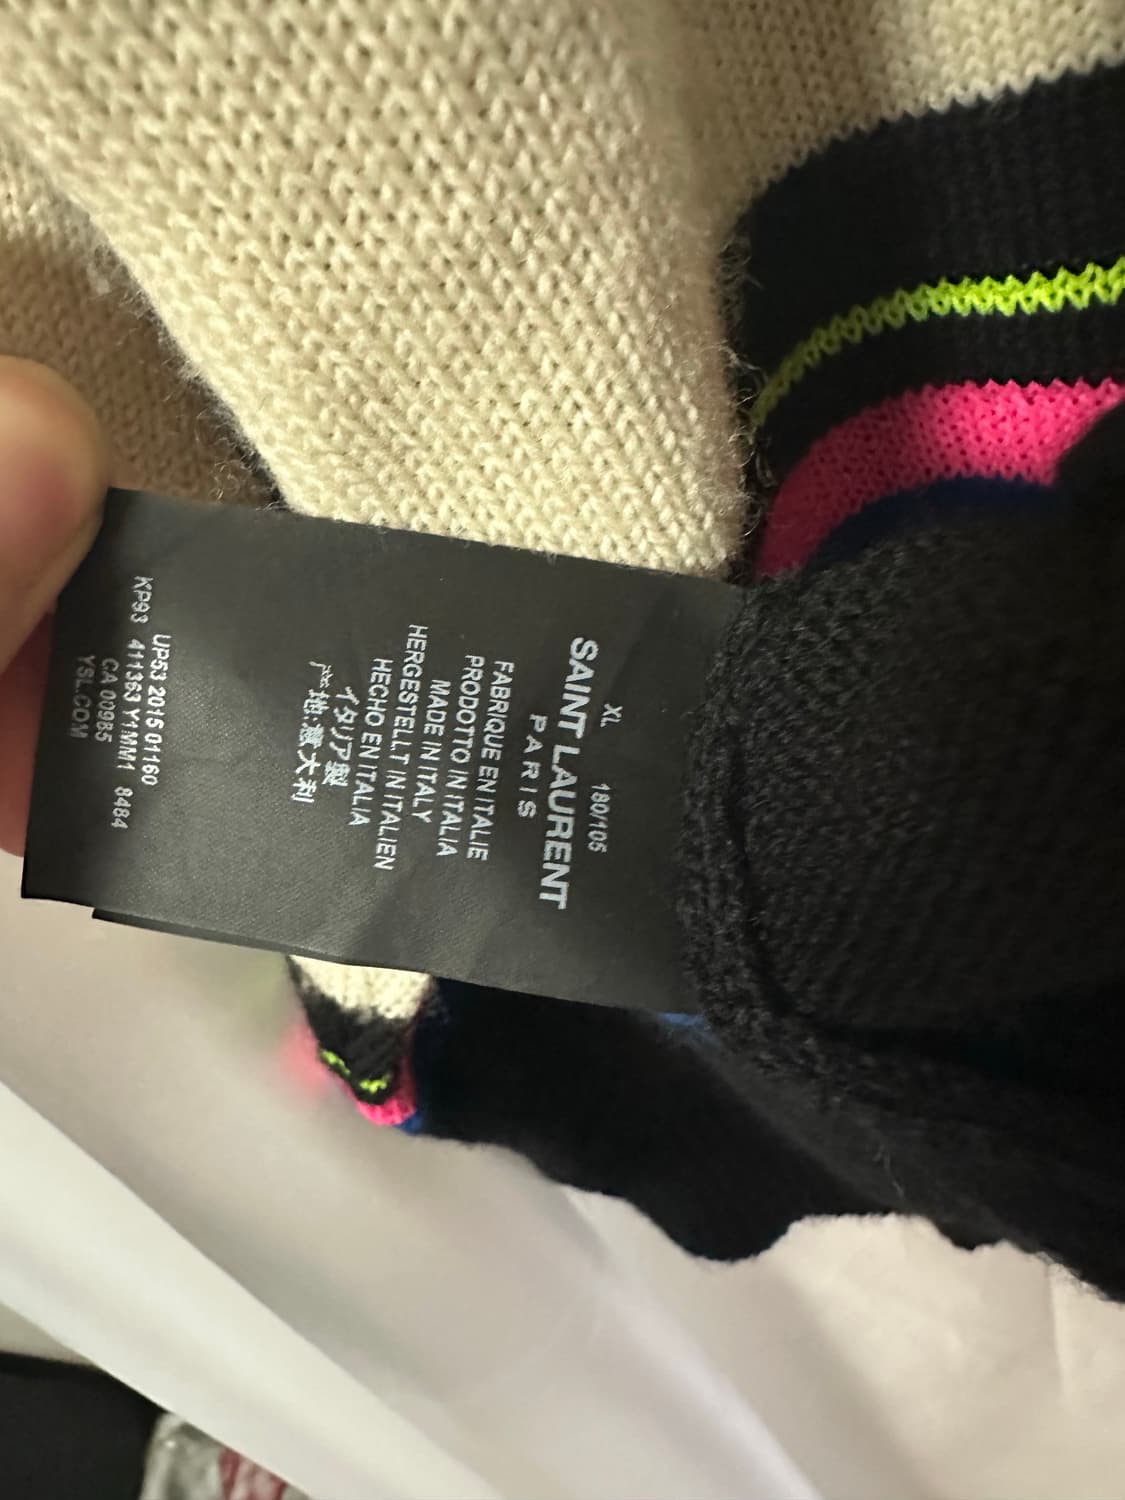 XL 180/105
SAINT LAURENT
PARIS
FABRIQUE EN ITALIE
PRODOTTO IN ITALIA
MADE IN ITALY
HERGESTELLT IN ITALIEN
HECHO EN ITALIA
イタリア製
产地:意大利
UP53 2015 01160
KP93 411363 Y1MM1 8484
CA 00985
YSL.COM